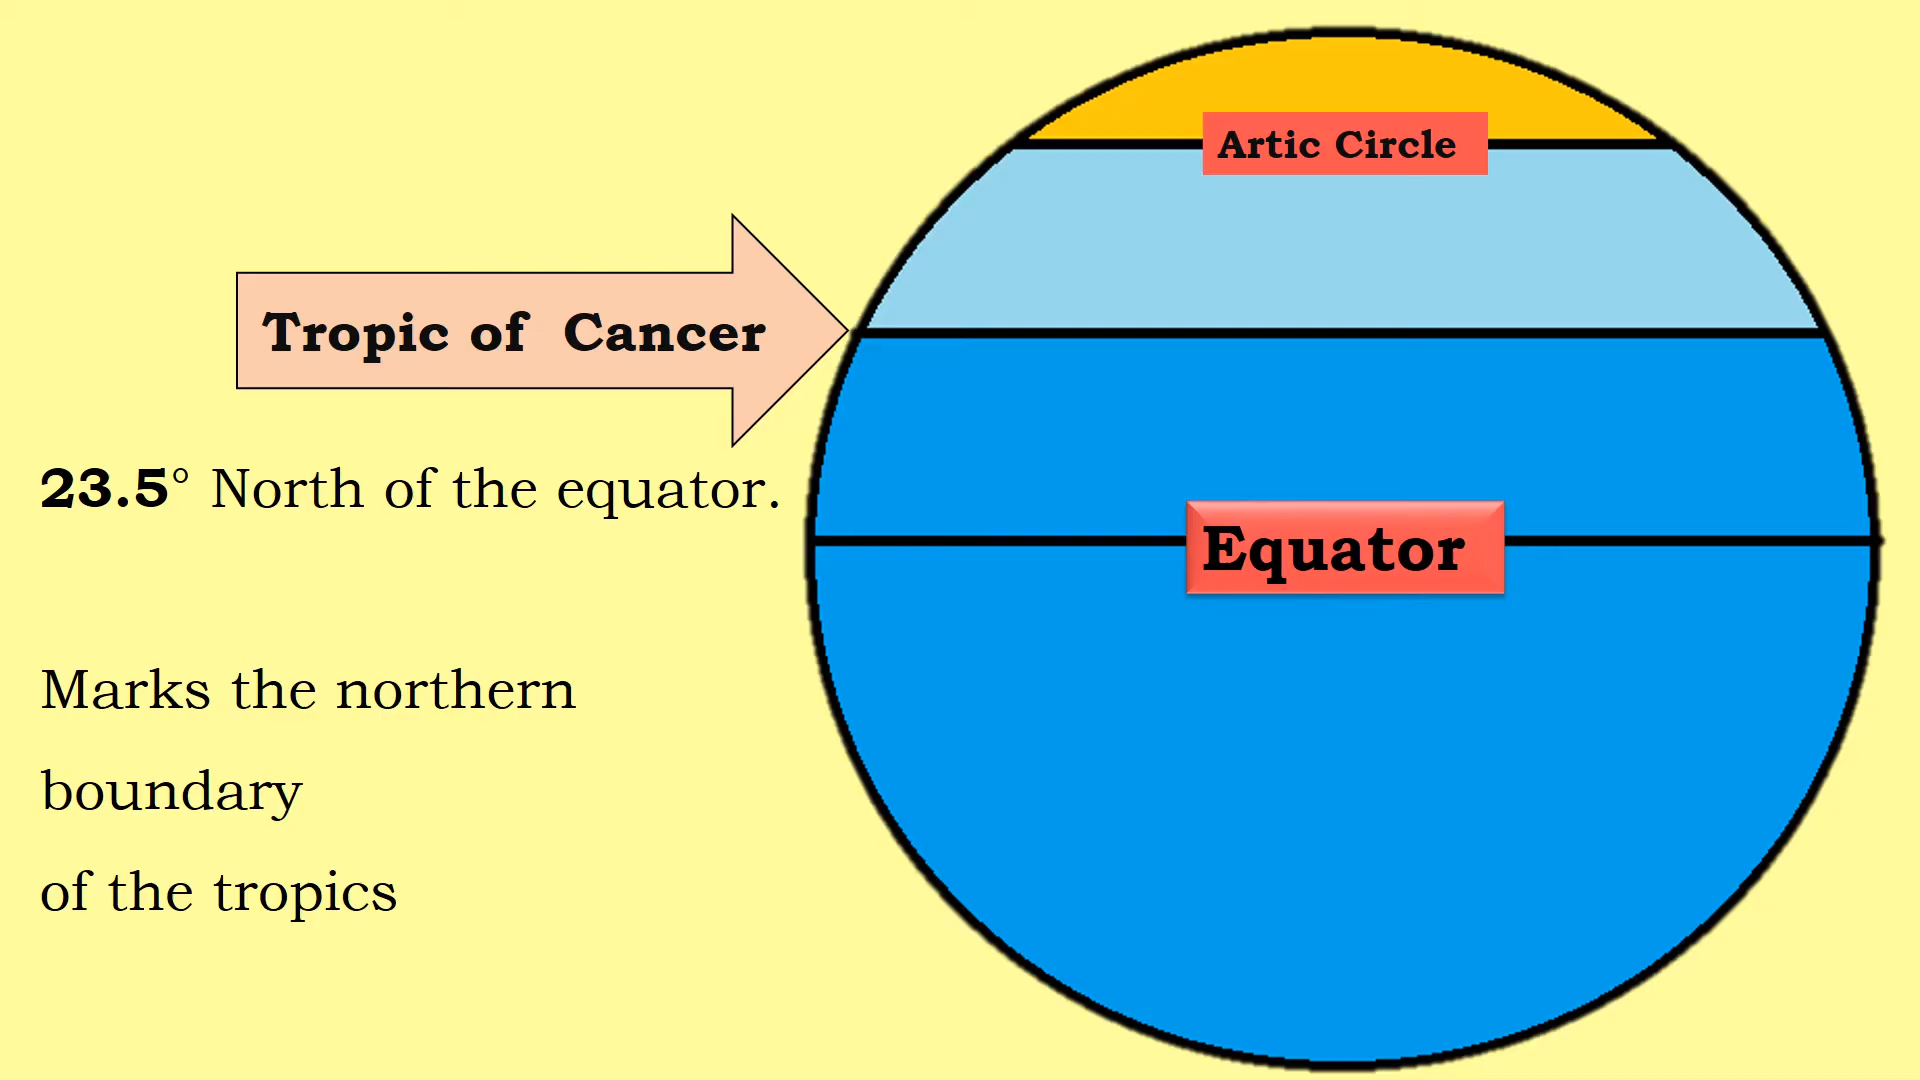 Artic Circle
Tropic of  Cancer
23.5° North of the equator.
Equator
Marks the northern
boundary
of the tropics